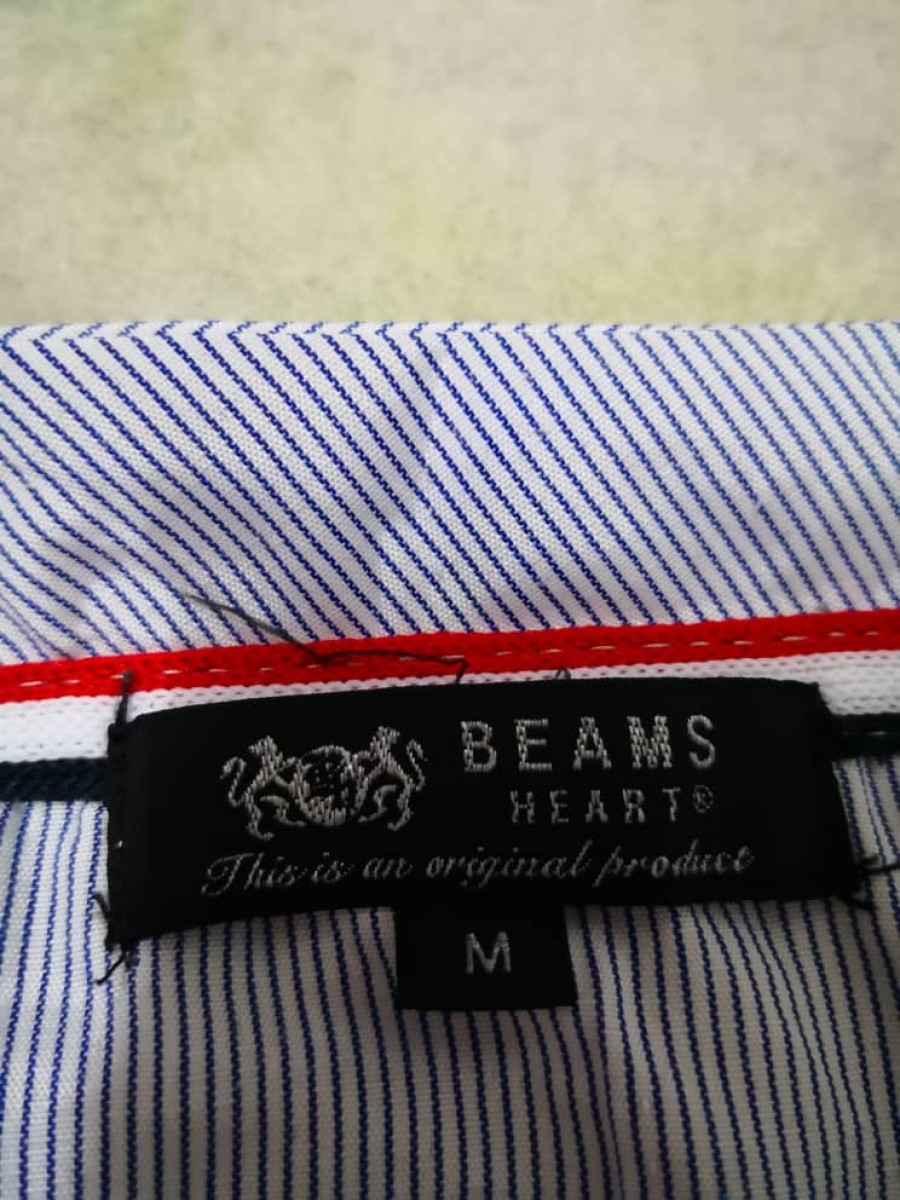 BEAMS
HEART®
This is an original product
M